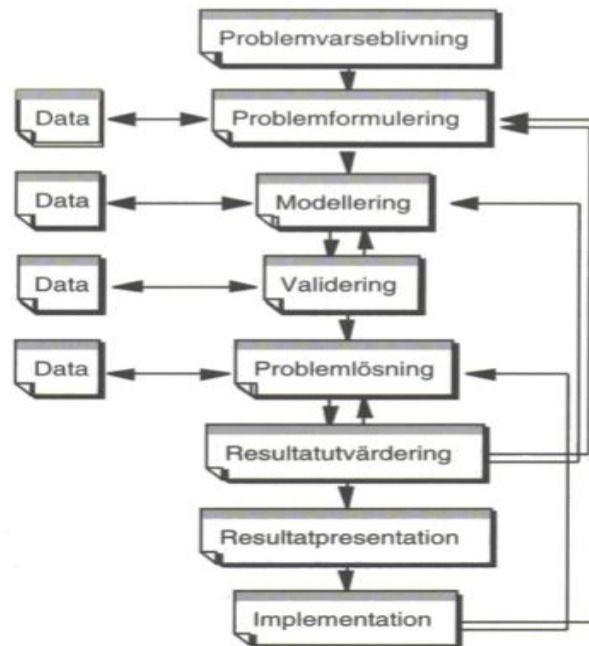 Problemvarseblivning
Data
Problemformulering
Data
Modellering
Data
Validering
Data
Problemlösning
Resultatutvärdering
Resultatpresentation
Implementation